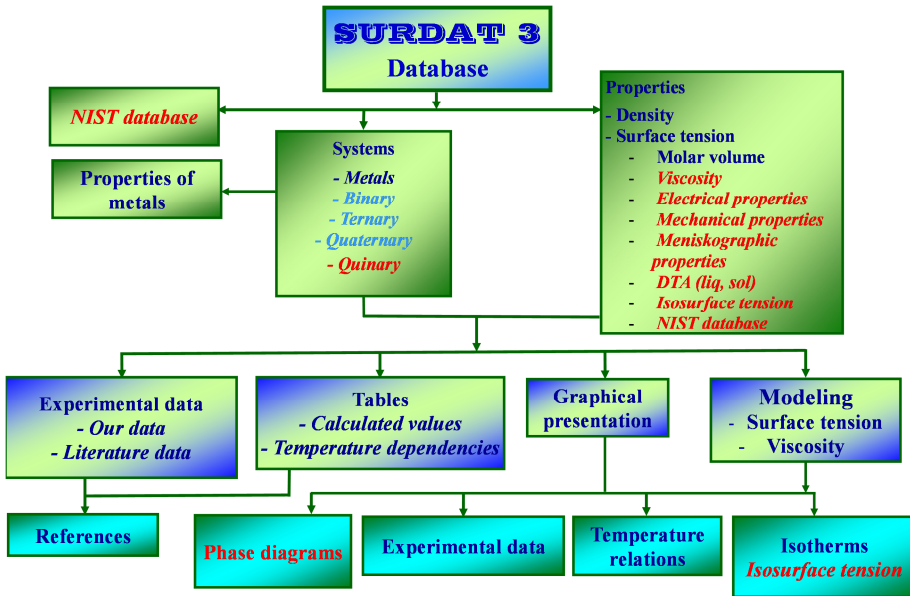 SURDAT 3
Database
NIST database
Properties of
metals
Systems
- Metals
- Binary
- Ternary
- Quaternary
- Quinary
Properties
- Density
- Surface tension
- Molar volume
- Viscosity
- Electrical properties
- Mechanical properties
- Meniskographic
properties
- DTA (liq, sol)
- Isosurface tension
- NIST database
Experimental data
- Our data
- Literature data
Tables
- Calculated values
- Temperature dependencies
Graphical
presentation
Modeling
- Surface tension
- Viscosity
References
Phase diagrams
Experimental data
Temperature
relations
Isotherms
Isosurface tension